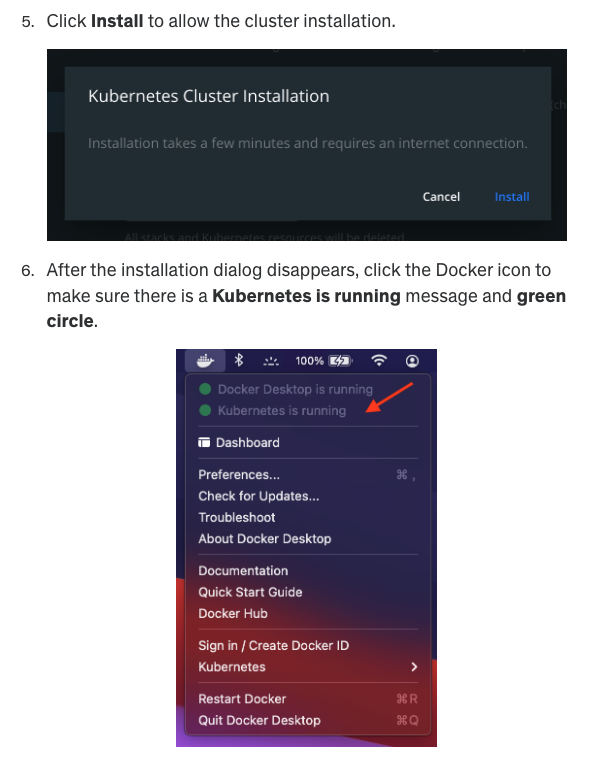 5. Click Install to allow the cluster installation.
Kubernetes Cluster Installation
Installation takes a few minutes and requires an internet connection.
Cancel Install
All stacks and Kubernetes resources will be deleted
6. After the installation dialog disappears, click the Docker icon to
make sure there is a Kubernetes is running message and green
circle.
100%
Docker Desktop is running
Kubernetes is running
Dashboard
Preferences... ⌘ ,
Check for Updates...
Troubleshoot
About Docker Desktop
Documentation
Quick Start Guide
Docker Hub
Sign in / Create Docker ID
Kubernetes
Restart Docker ⌘R
Quit Docker Desktop ⌘Q